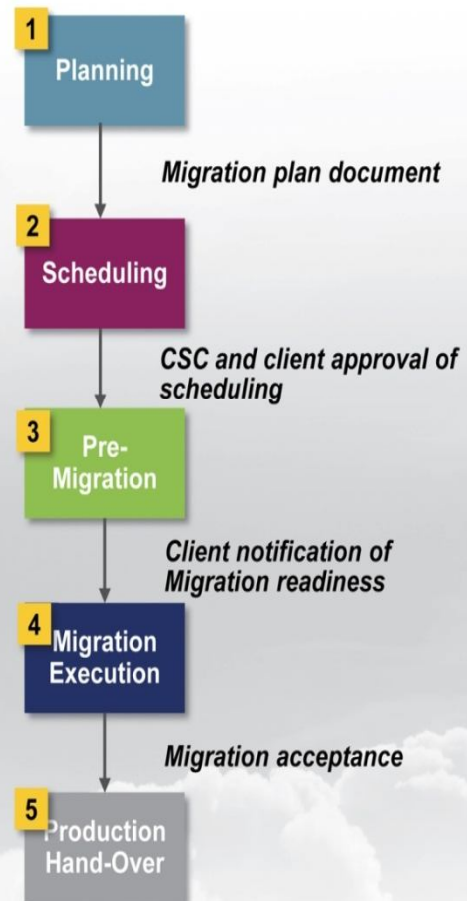 1
Planning
Migration plan document
2
Scheduling
CSC and client approval of
scheduling
3
Pre-
Migration
Client notification of
Migration readiness
4
Migration
Execution
Migration acceptance
5
Production
Hand-Over